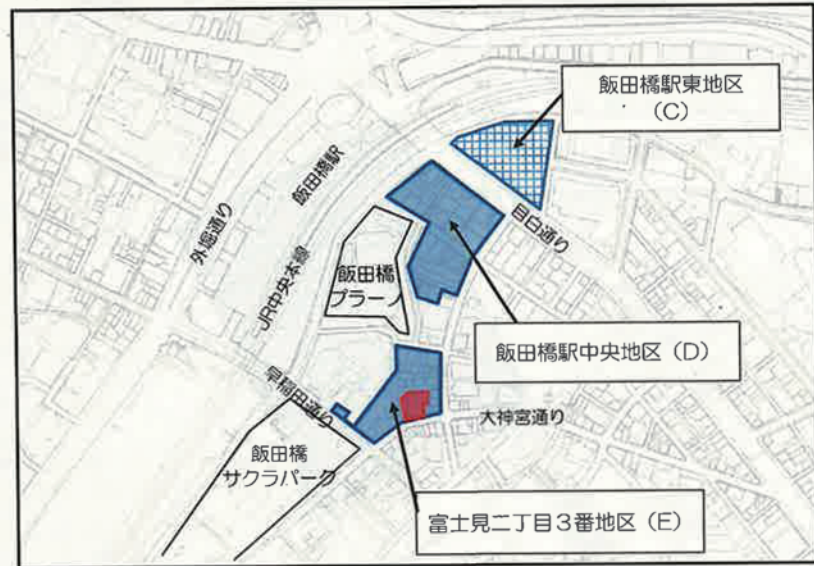 飯田橋駅東地区
(C)
飯田橋駅
外堀通り
目白通り
JR中央本線
飯田橋
プラーノ
飯田橋駅中央地区(D)
早稲田通り
大神宮通り
飯田橋
サクラパーク
富士見二丁目3番地区(E)